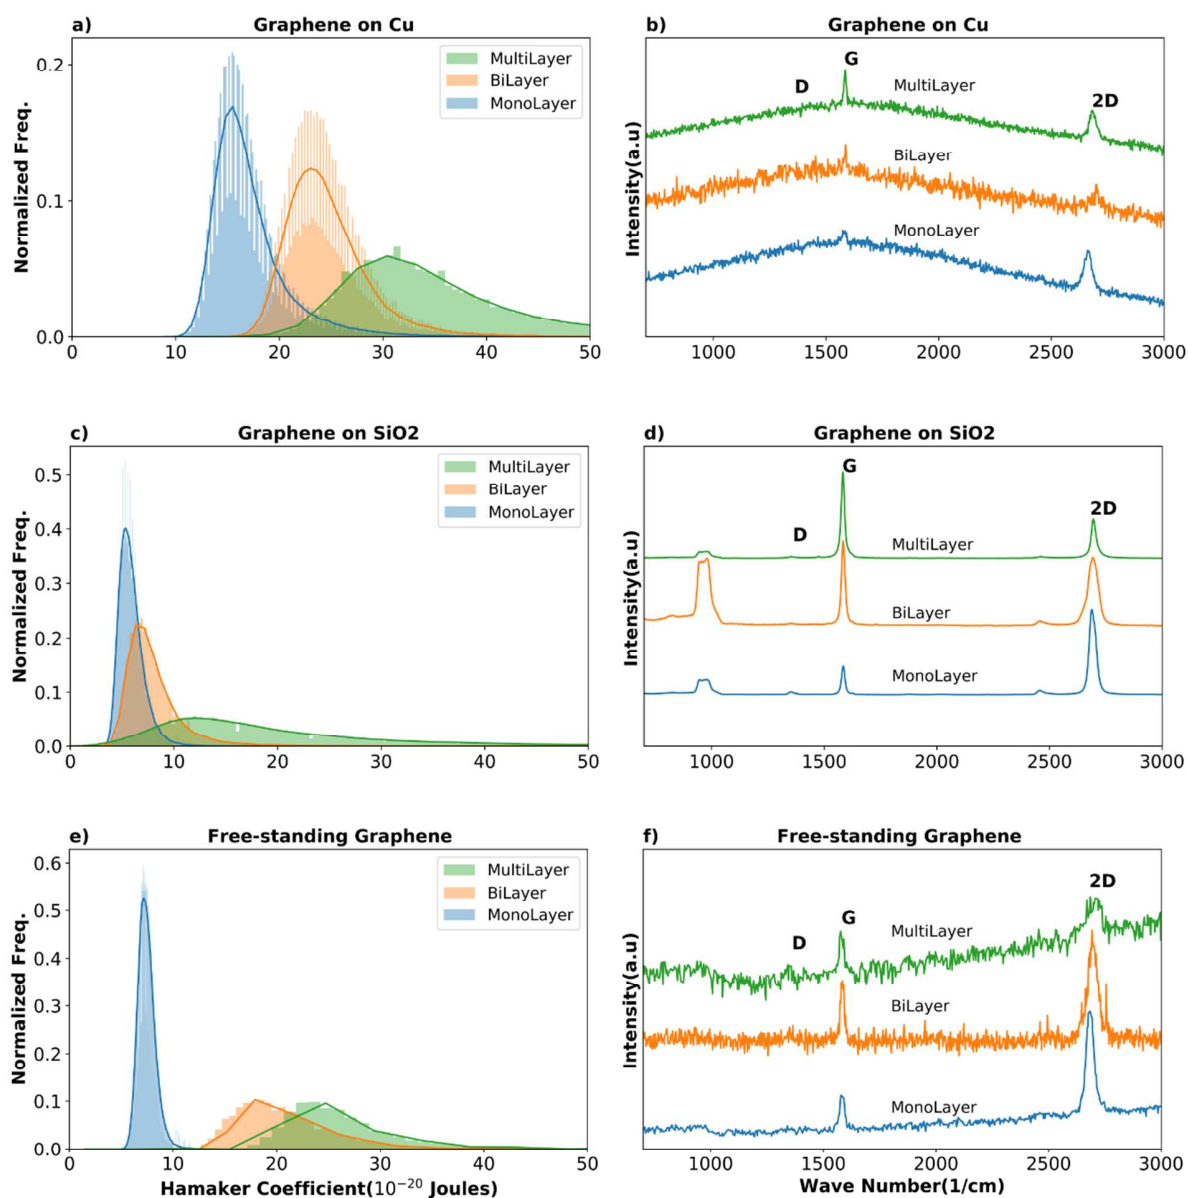 a) Graphene on Cu
Normalized Freq.
0.2
0.1
0.0
0 10 20 30 40 50
MultiLayer
BiLayer
MonoLayer
b) Graphene on Cu
Intensity(a.u)
D
G
2D
MultiLayer
BiLayer
MonoLayer
1000 1500 2000 2500 3000
c) Graphene on SiO2
Normalized Freq.
0.5
0.4
0.3
0.2
0.1
0.0
0 10 20 30 40 50
MultiLayer
BiLayer
MonoLayer
d) Graphene on SiO2
Intensity(a.u)
D
G
2D
MultiLayer
BiLayer
MonoLayer
1000 1500 2000 2500 3000
e) Free-standing Graphene
Normalized Freq.
0.6
0.5
0.4
0.3
0.2
0.1
0.0
0 10 20 30 40 50
MultiLayer
BiLayer
MonoLayer
Hamaker Coefficient(10⁻²⁰ Joules)
f) Free-standing Graphene
Intensity(a.u)
D
G
2D
MultiLayer
BiLayer
MonoLayer
1000 1500 2000 2500 3000
Wave Number(1/cm)